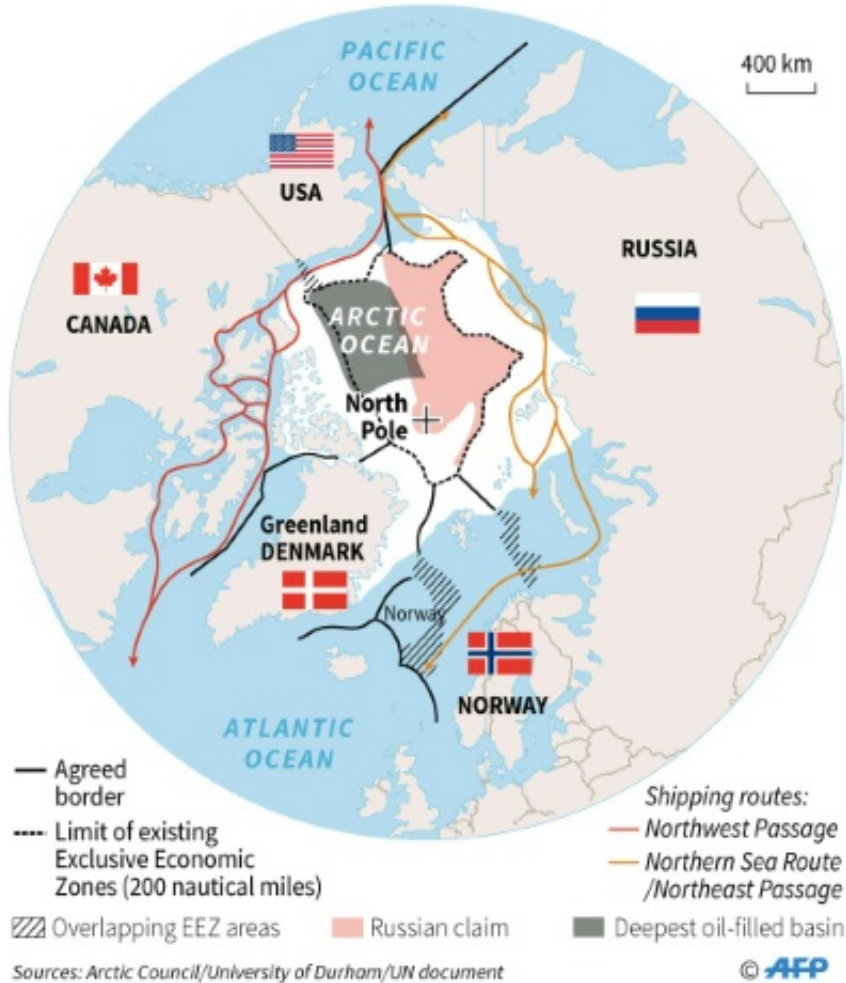 PACIFIC
OCEAN
400 km
USA
RUSSIA
CANADA
ARCTIC
OCEAN
North
Pole
Greenland
DENMARK
Norway
NORWAY
ATLANTIC
OCEAN
Agreed
border
Limit of existing
Exclusive Economic
Zones (200 nautical miles)
Shipping routes:
Northwest Passage
Northern Sea Route
/Northeast Passage
Overlapping EEZ areas
Russian claim
Deepest oil-filled basin
Sources: Arctic Council/University of Durham/UN document
© AFP